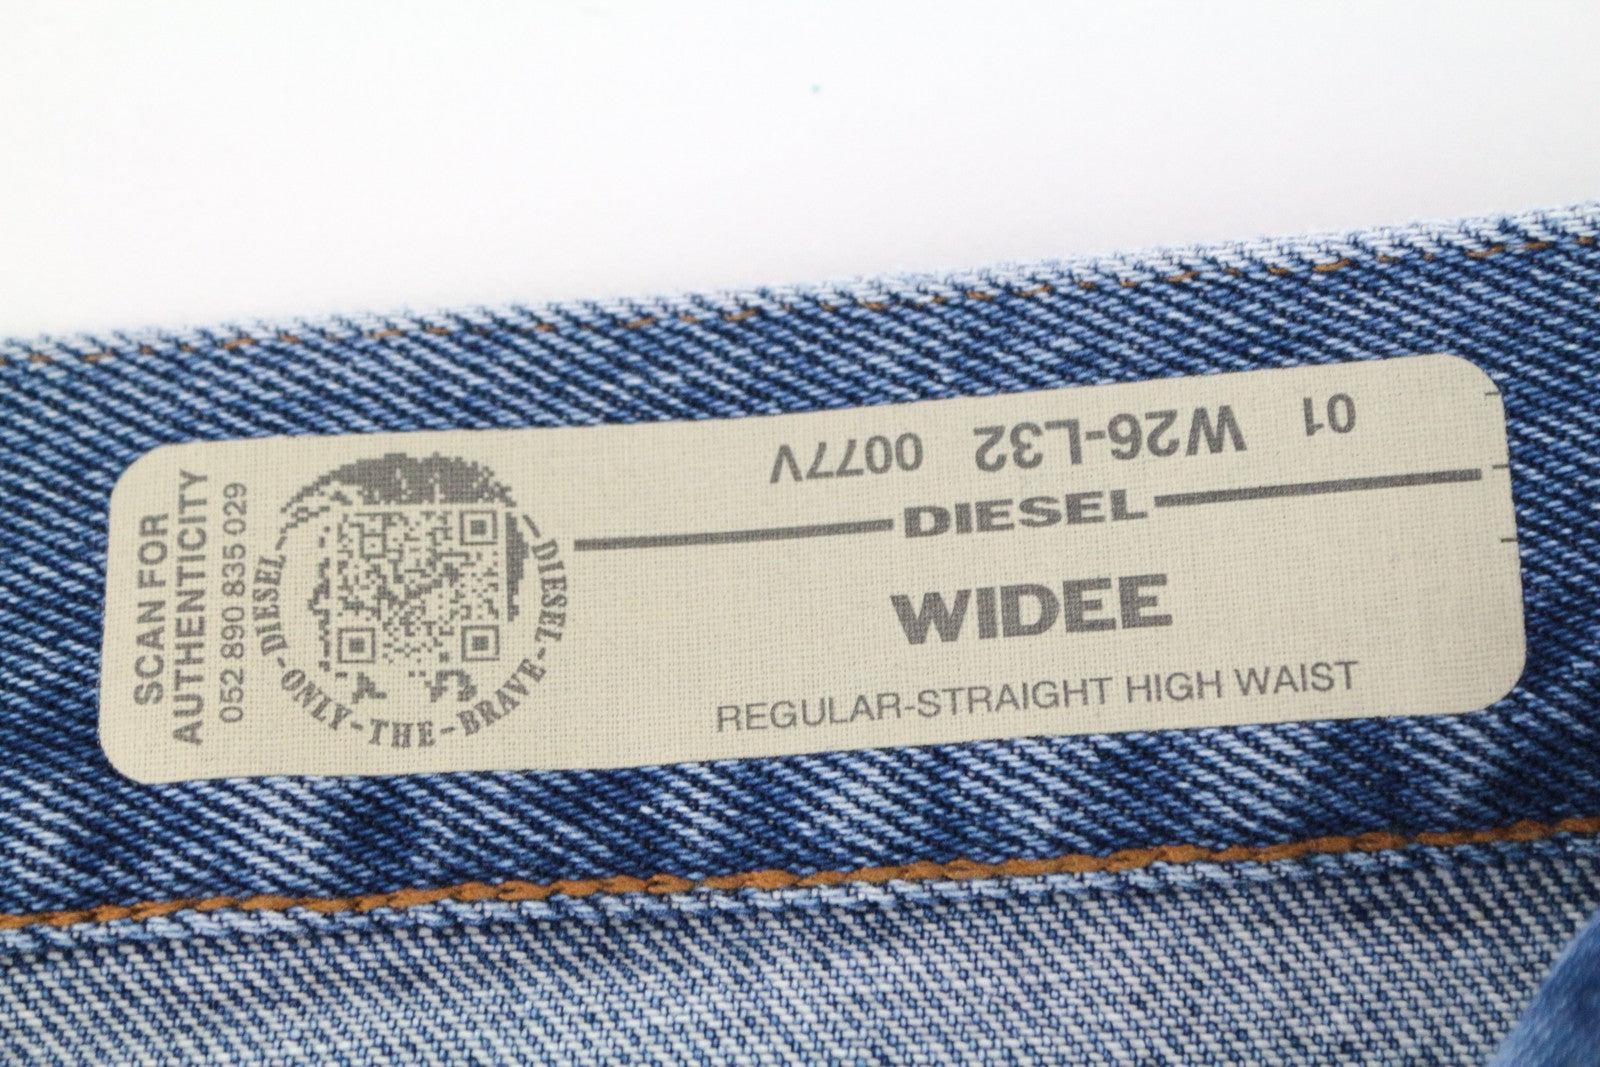 SCAN FOR
AUTHENTICITY
052 890 835 029
DIESEL-ONLY-THE-BRAVE-DIESEL
01 W26-L32 0077V
DIESEL
WIDEE
REGULAR-STRAIGHT HIGH WAIST